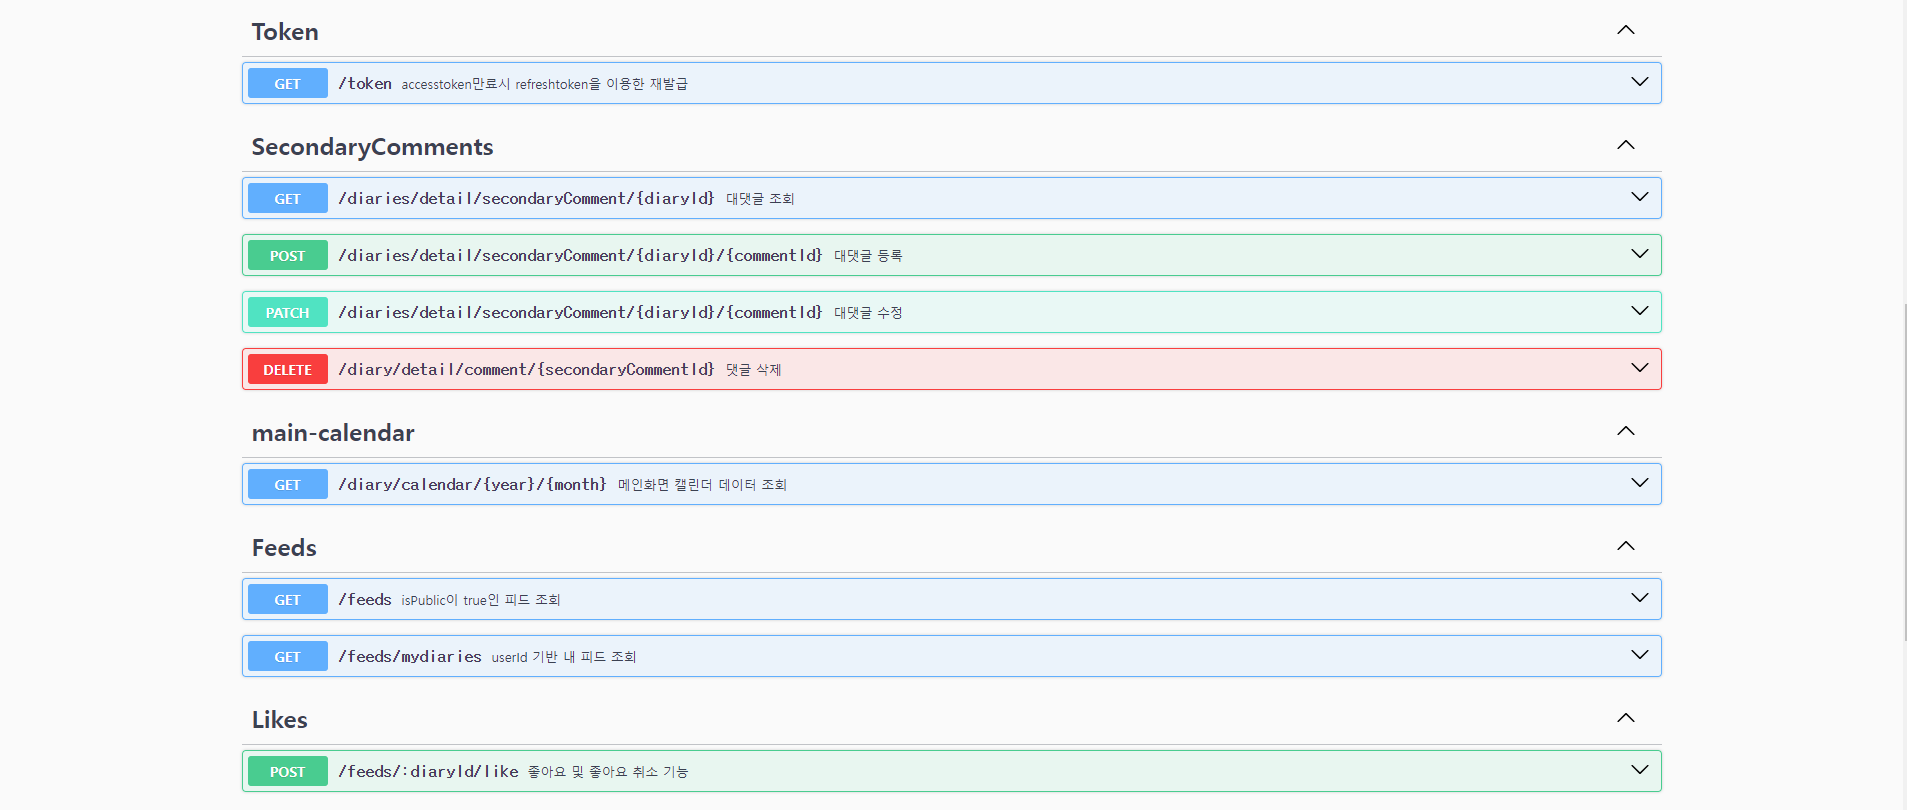 Token
GET /token accesstoken만료시 refreshtoken을 이용한 재발급
SecondaryComments
GET /diaries/detail/secondaryComment/{diaryId} 대댓글 조회
POST /diaries/detail/secondaryComment/{diaryId}/{commentId} 대댓글 등록
PATCH /diaries/detail/secondaryComment/{diaryId}/{commentId} 대댓글 수정
DELETE /diary/detail/comment/{secondaryCommentId} 댓글 삭제
main-calendar
GET /diary/calendar/{year}/{month} 메인화면 캘린더 데이터 조회
Feeds
GET /feeds isPublic이 true인 피드 조회
GET /feeds/mydiaries userId 기반 내 피드 조회
Likes
POST /feeds/:diaryId/like 좋아요 및 좋아요 취소 기능